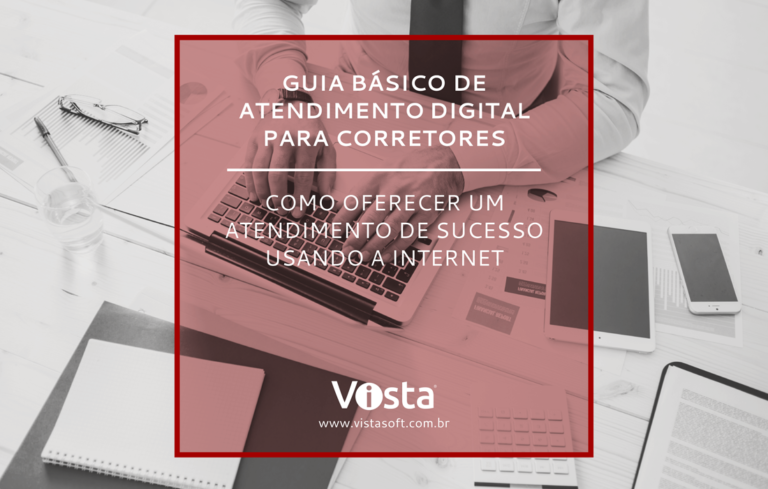 GUIA BÁSICO DE
ATENDIMENTO DIGITAL
PARA CORRETORES
COMO OFERECER UM
ATENDIMENTO DE SUCESSO
USANDO A INTERNET
Vista
www.vistasoft.com.br